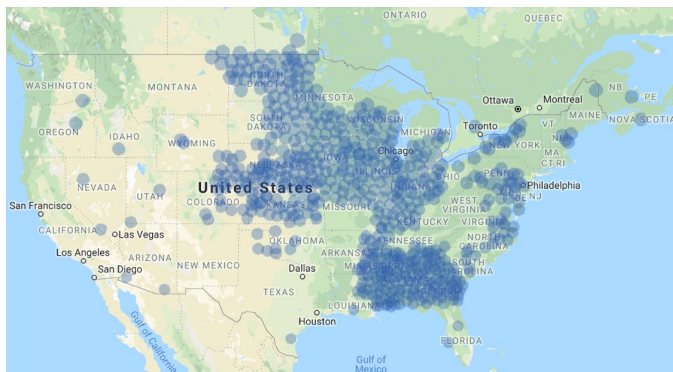 ONTARIO
QUEBEC
WASHINGTON
MONTANA
NORTH
DAKOTA
MINNESOTA
Ottawa
Montreal
NB
PE
MAINE
NOVA SCOTIA
OREGON
IDAHO
WYOMING
SOUTH
DAKOTA
WISCONSIN
MICHIGAN
Toronto
VT
NH
NEW YORK
MA
CT RI
Chicago
IOWA
NEBRASKA
ILLINOIS
INDIANA
OHIO
PENN
Philadelphia
DE NJ
NEVADA
UTAH
COLORADO
United States
KANSAS
MISSOURI
WEST
VIRGINIA
VIRGINIA
KENTUCKY
San Francisco
CALIFORNIA
Las Vegas
Los Angeles
San Diego
ARIZONA
NEW MEXICO
OKLAHOMA
ARKANSAS
TENNESSEE
NORTH
CAROLINA
SOUTH
CAROLINA
Dallas
TEXAS
LOUISIANA
Houston
FLORIDA
Gulf of California
Gulf of
Mexico